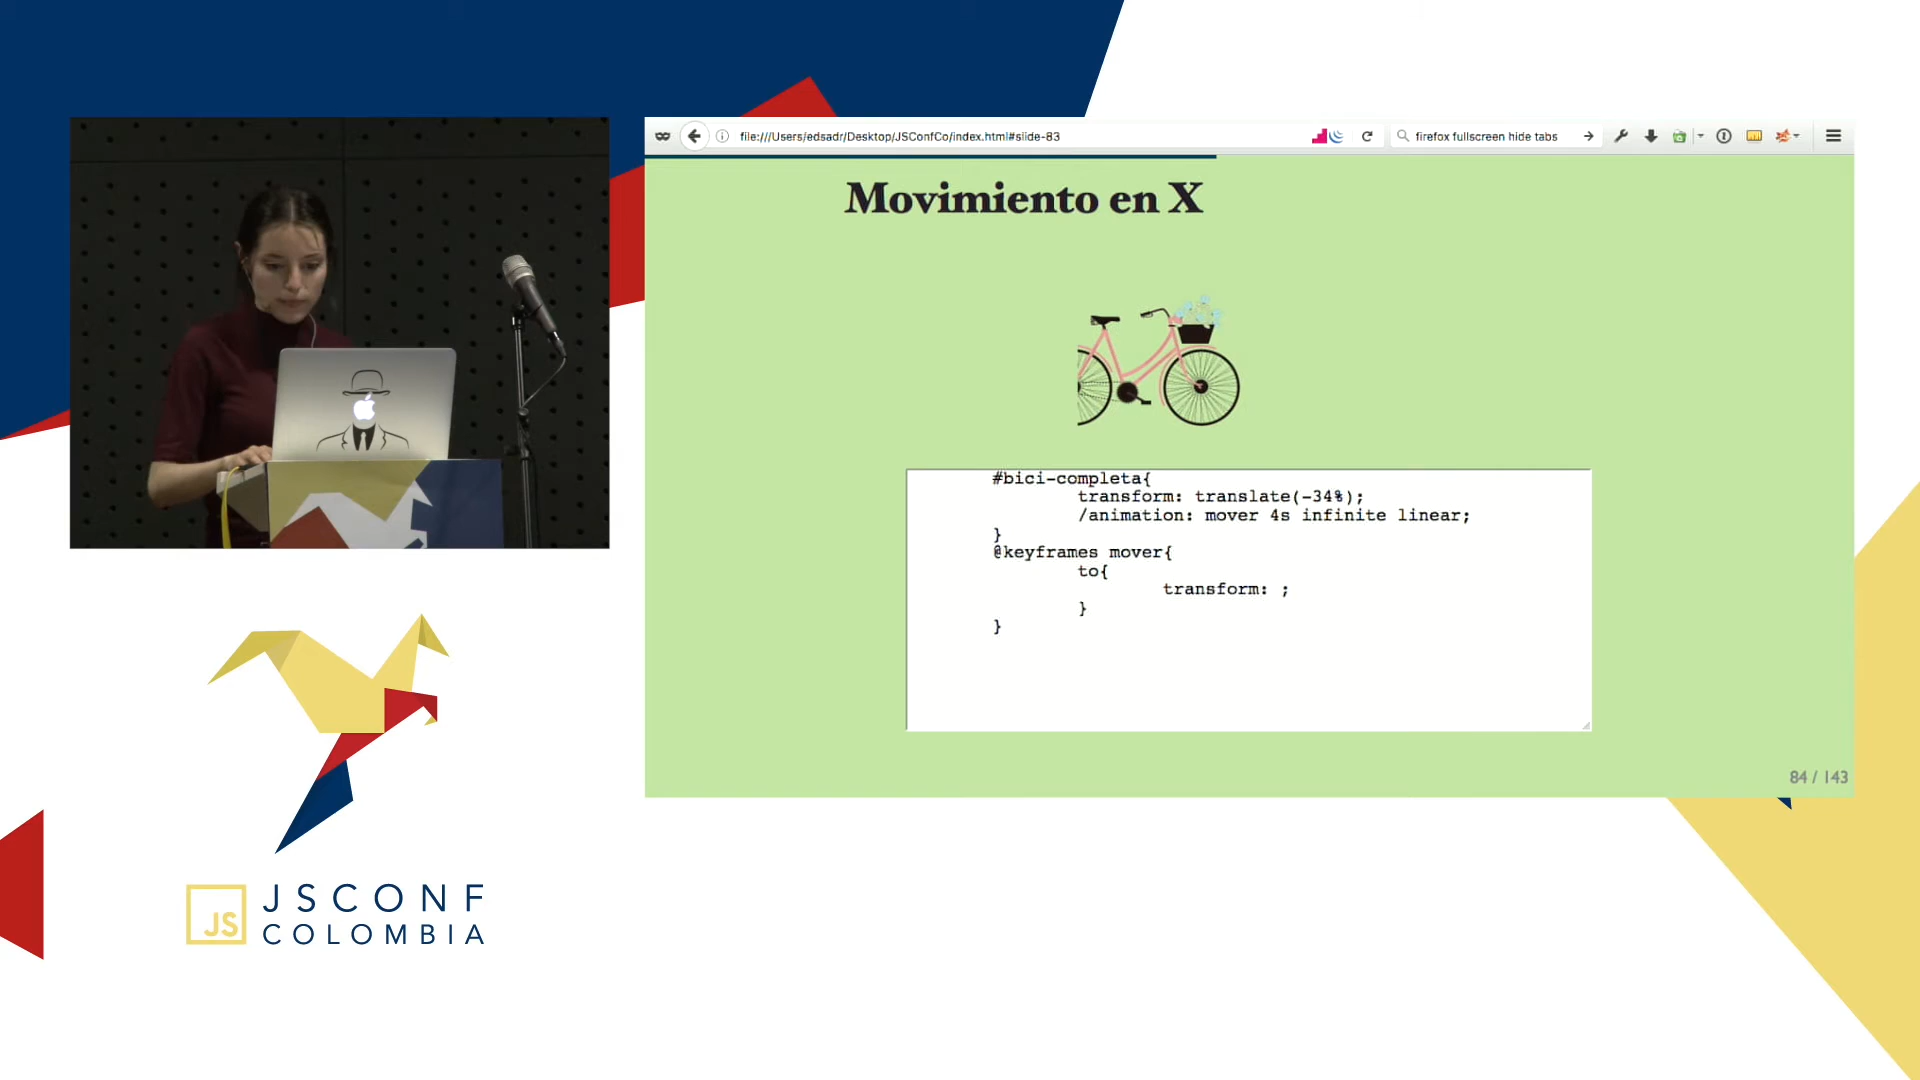 file:///Users/edsadr/Desktop/JSConfCo/index.html#slide-83
firefox fullscreen hide tabs
Movimiento en X
#bici-completa{
transform: translate(-34%);
/animation: mover 4s infinite linear;
}
@keyframes mover{
to{
transform: ;
}
}
84 / 143
JS
JSCONF
COLOMBIA